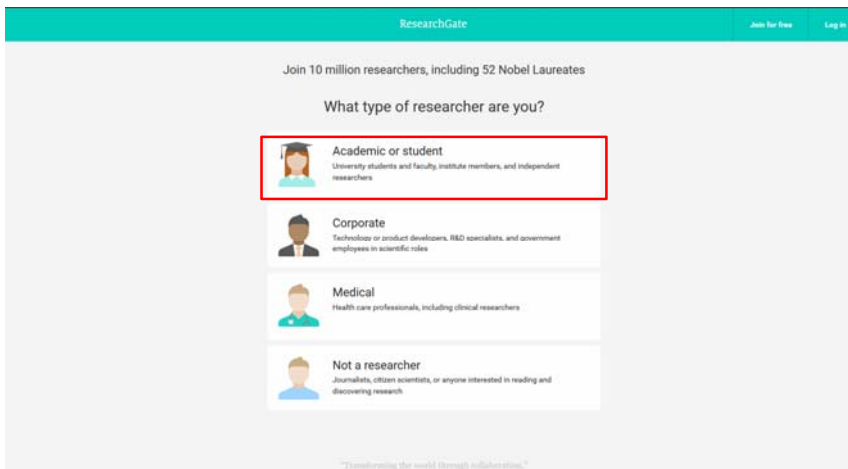 ResearchGate
Join for free
Log in
Join 10 million researchers, including 52 Nobel Laureates
What type of researcher are you?
Academic or student
University students and faculty, institute members, and independent
researchers
Corporate
Technology or product developers, R&D specialists, and government
employees in scientific roles
Medical
Health care professionals, including clinical researchers
Not a researcher
Journalists, citizen scientists, or anyone interested in reading and
discovering research
"Transforming the world through collaboration."